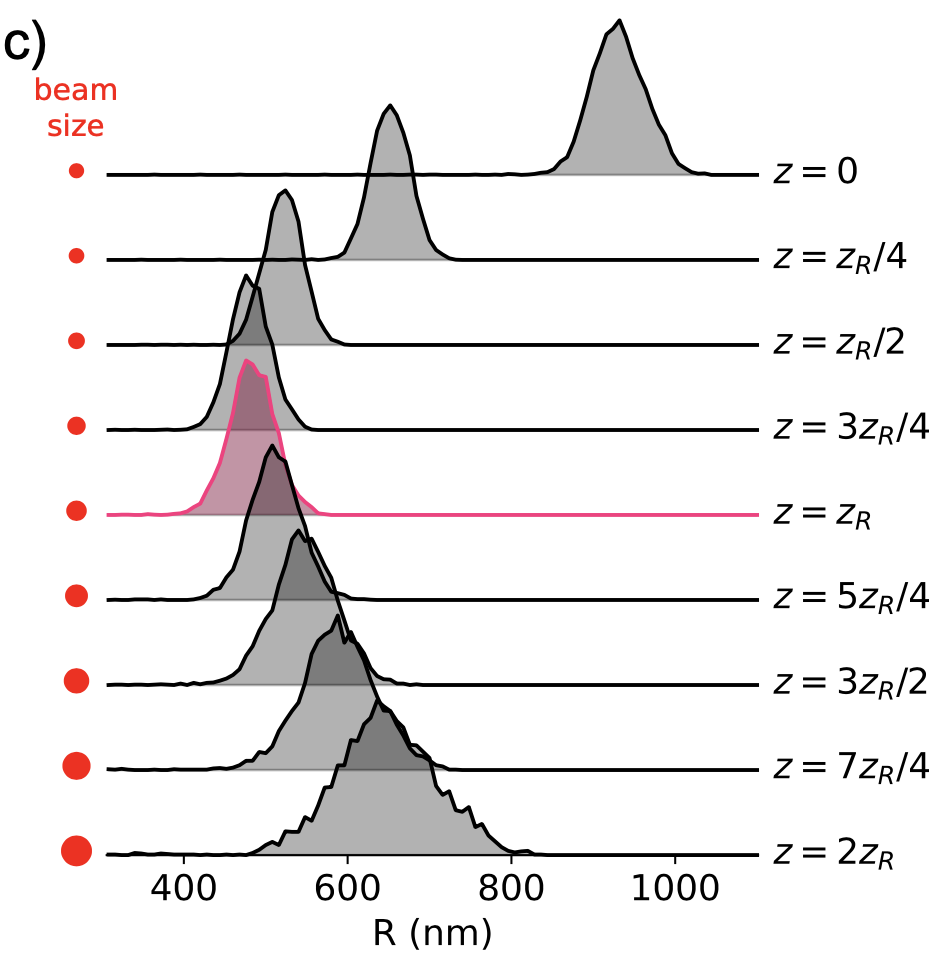 c)
beam
size
z = 0
z = z_R/4
z = z_R/2
z = 3z_R/4
z = z_R
z = 5z_R/4
z = 3z_R/2
z = 7z_R/4
z = 2z_R
400 600 800 1000
R (nm)